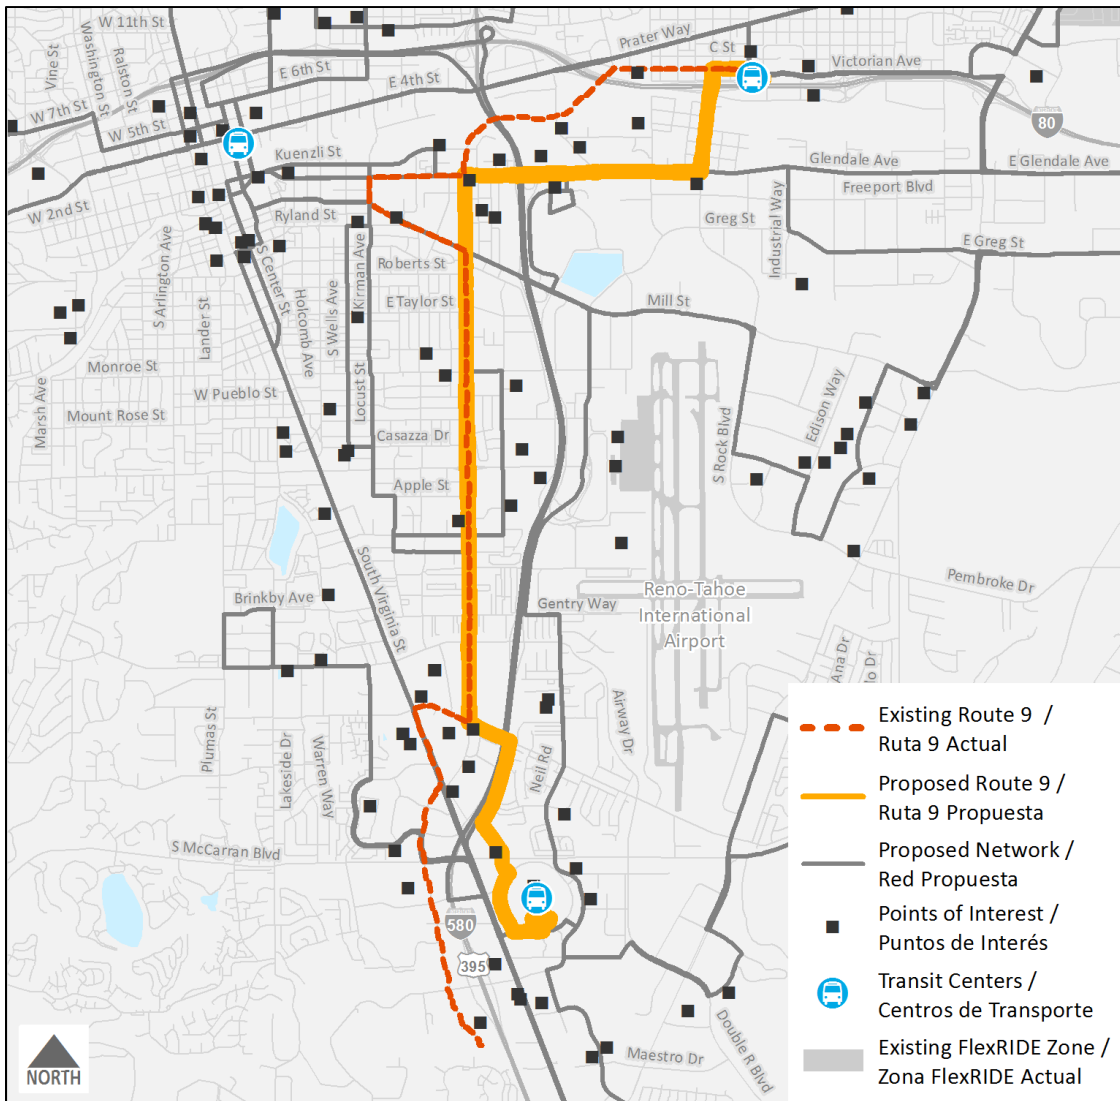 W 11th St
Prater Way
C St
Victorian Ave
Vine St
Washington St
Ralston St
E 6th St
E 4th St
W 7th St
W 5th St
80
Kuenzli St
Glendale Ave
E Glendale Ave
Freeport Blvd
W 2nd St
Ryland St
Greg St
Industrial Way
E Greg St
S Arlington Ave
S Center St
Kirman Ave
Roberts St
E Taylor St
Mill St
Lander St
Holcomb Ave
S Wells Ave
Monroe St
W Pueblo St
Locust St
Marsh Ave
Mount Rose St
Casazza Dr
S Rock Blvd
Edison Way
Apple St
South Virginia St
Brinkby Ave
Gentry Way
Reno-Tahoe
International
Airport
Pembroke Dr
Ana Dr
lo Dr
Plumas St
Lakeside Dr
Warren Way
Neil Rd
Airway Dr
S McCarran Blvd
580
395
Double R Blvd
Maestro Dr
NORTH
Existing Route 9 /
Ruta 9 Actual
Proposed Route 9 /
Ruta 9 Propuesta
Proposed Network /
Red Propuesta
Points of Interest /
Puntos de Interés
Transit Centers /
Centros de Transporte
Existing FlexRIDE Zone /
Zona FlexRIDE Actual